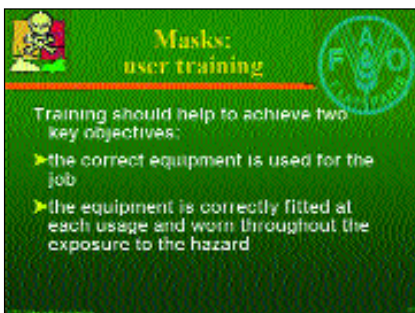 Masks:
user training
F A O
Training should help to achieve two
key objectives:
➤the correct equipment is used for the
job
➤the equipment is correctly fitted at
each usage and worn throughout the
exposure to the hazard